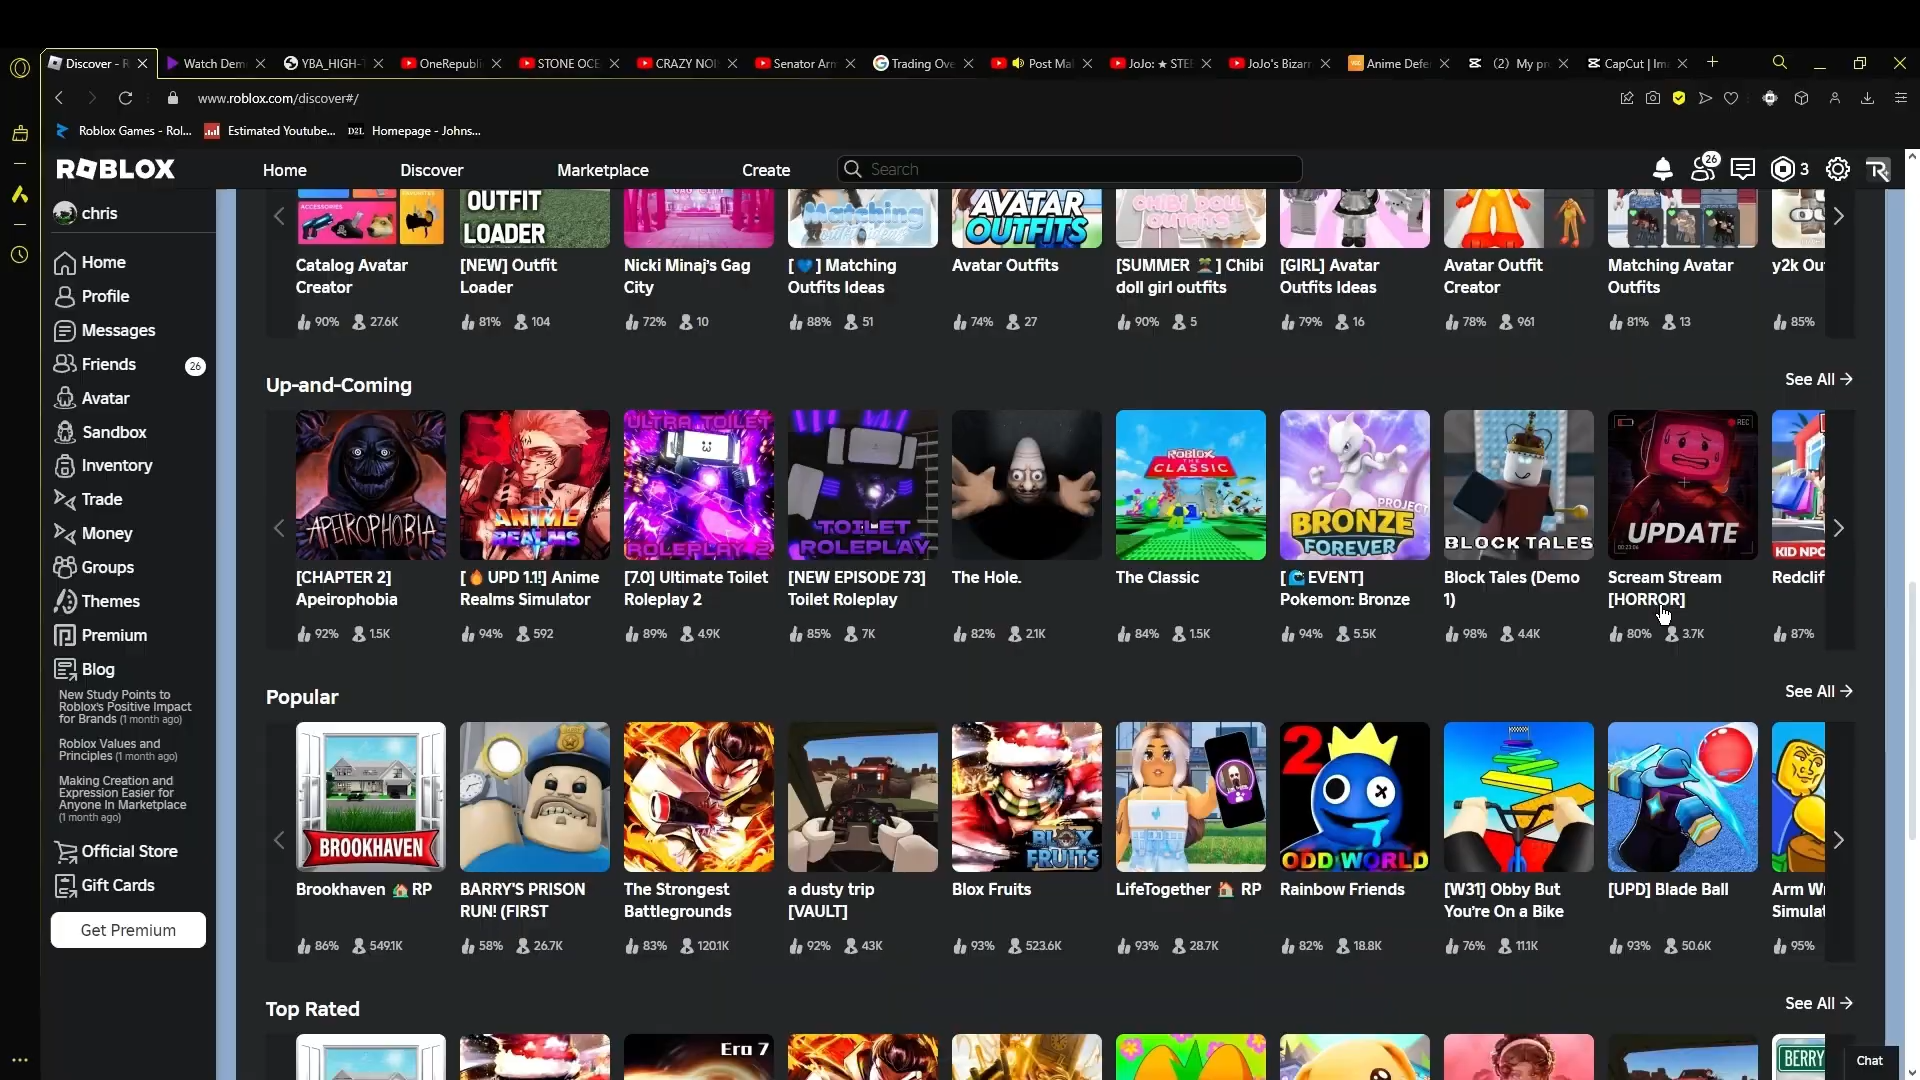 Discover - R
Watch Dem
YBA_HIGH-
OneRepubli
STONE OCE
CRAZY NOI
Senator Arm
Trading Ove
Post Mal
JoJo: ★ STE
JoJo's Bizarr
Anime Defe
(2) My pr
CapCut | Im
www.roblox.com/discover#/
Roblox Games - Rol...
Estimated Youtube...
D2L
Homepage - Johns...
ROBLOX
Home
Discover
Marketplace
Create
Search
26
3
chris
Home
Profile
Messages
Friends
26
Avatar
Sandbox
Inventory
Trade
Money
Groups
Themes
Premium
Blog
New Study Points to
Roblox's Positive Impact
for Brands (1 month ago)
Roblox Values and
Principles (1 month ago)
Making Creation and
Expression Easier for
Anyone In Marketplace
(1 month ago)
Official Store
Gift Cards
Get Premium
ACCESSORIES
FAVORITES
OUTFIT
LOADER
Matching
AVATAR
OUTFITS
CHIBI DOLL
OUTFITS
Catalog Avatar
Creator
90% 27.6K
[NEW] Outfit
Loader
81% 104
Nicki Minaj's Gag
City
72% 10
[💙] Matching
Outfits Ideas
88% 51
Avatar Outfits
74% 27
[SUMMER 🏝️] Chibi
doll girl outfits
90% 5
[GIRL] Avatar
Outfits Ideas
79% 16
Avatar Outfit
Creator
78% 961
Matching Avatar
Outfits
81% 13
y2k Ou
85%
Up-and-Coming
See All →
APEIROPHOBIA
ANIME
REALMS
ULTRA TOILET
ROLEPLAY 2
TOILET
ROLEPLAY
ROBLOX
THE
CLASSIC
PROJECT
BRONZE
FOREVER
BLOCK TALES
REC
UPDATE
KID NPC
[CHAPTER 2]
Apeirophobia
92% 1.5K
[🔥 UPD 1.1!] Anime
Realms Simulator
94% 592
[7.0] Ultimate Toilet
Roleplay 2
89% 4.9K
[NEW EPISODE 73]
Toilet Roleplay
85% 7K
The Hole.
82% 2.1K
The Classic
84% 1.5K
[🌊EVENT]
Pokemon: Bronze
94% 5.5K
Block Tales (Demo
1)
98% 4.4K
Scream Stream
[HORROR]
80% 3.7K
Redclif
87%
Popular
See All →
BROOKHAVEN
BLOX
FRUITS
2
ODD WORLD
Brookhaven 🏡RP
86% 549.1K
BARRY'S PRISON
RUN! (FIRST
58% 26.7K
The Strongest
Battlegrounds
83% 120.1K
a dusty trip
[VAULT]
92% 43K
Blox Fruits
93% 523.6K
LifeTogether 🏠 RP
93% 28.7K
Rainbow Friends
82% 18.8K
[W31] Obby But
You're On a Bike
76% 11.1K
[UPD] Blade Ball
93% 50.6K
Arm Wr
Simulat
95%
Top Rated
See All →
Era 7
BERRY
Chat